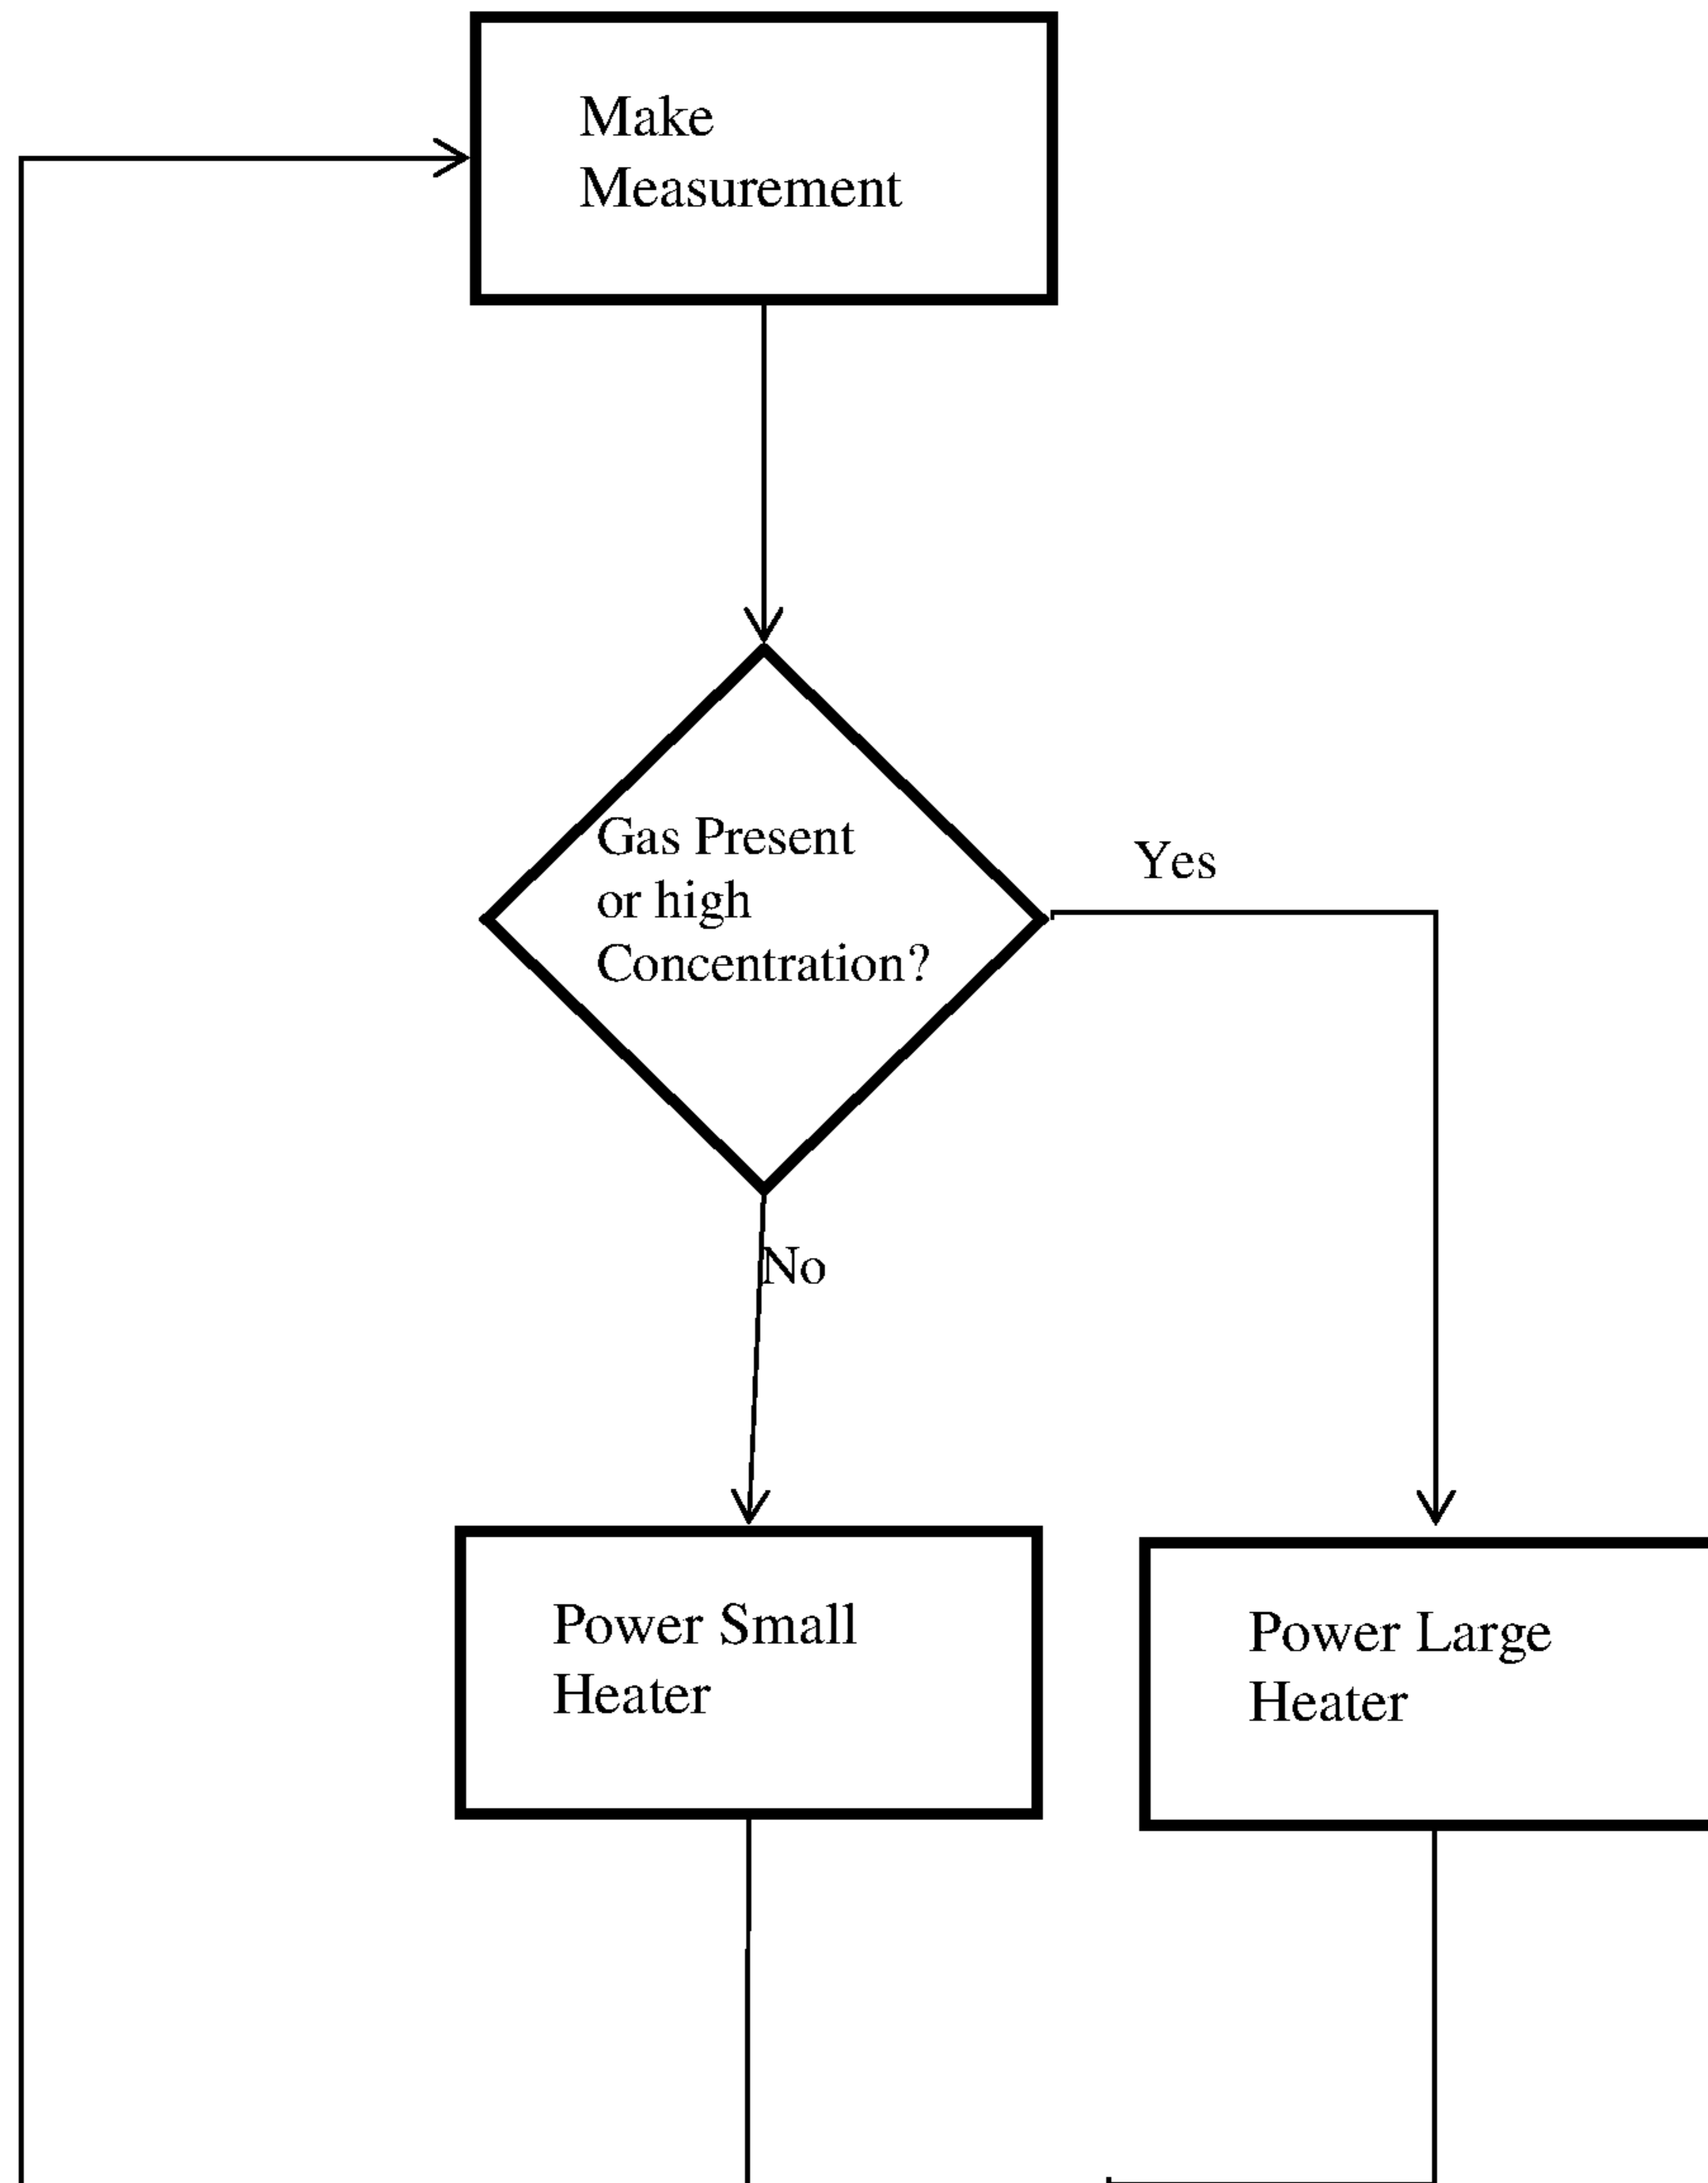 Make
Measurement
Gas Present
or high
Concentration?
Yes
No
Power Small
Heater
Power Large
Heater